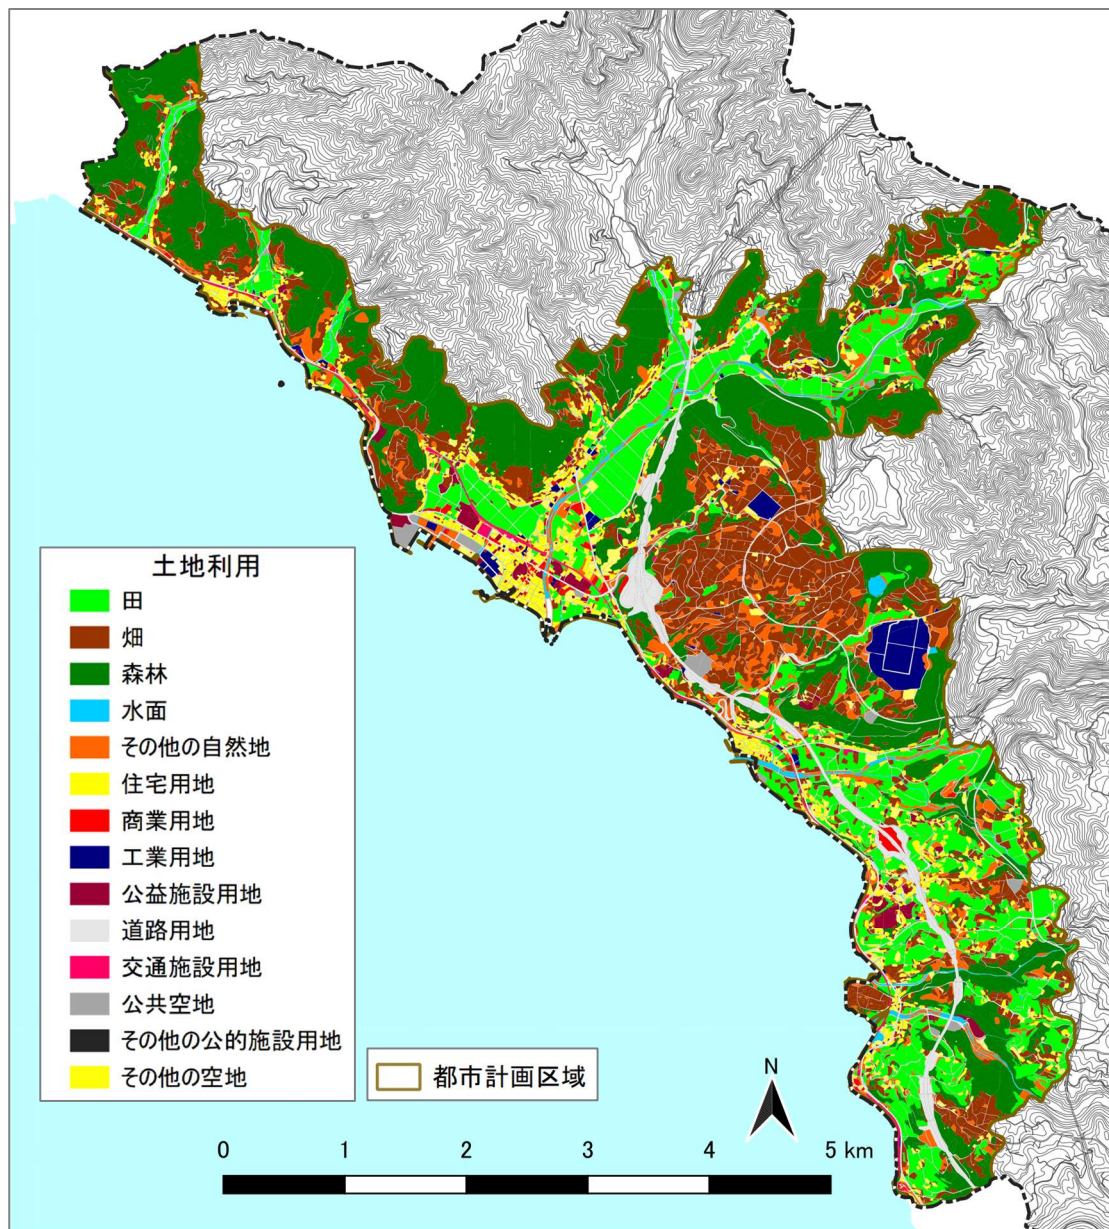 土地利用
田
畑
森林
水面
その他の自然地
住宅用地
商業用地
工業用地
公益施設用地
道路用地
交通施設用地
公共空地
その他の公的施設用地
その他の空地
都市計画区域
N
0 1 2 3 4 5 km